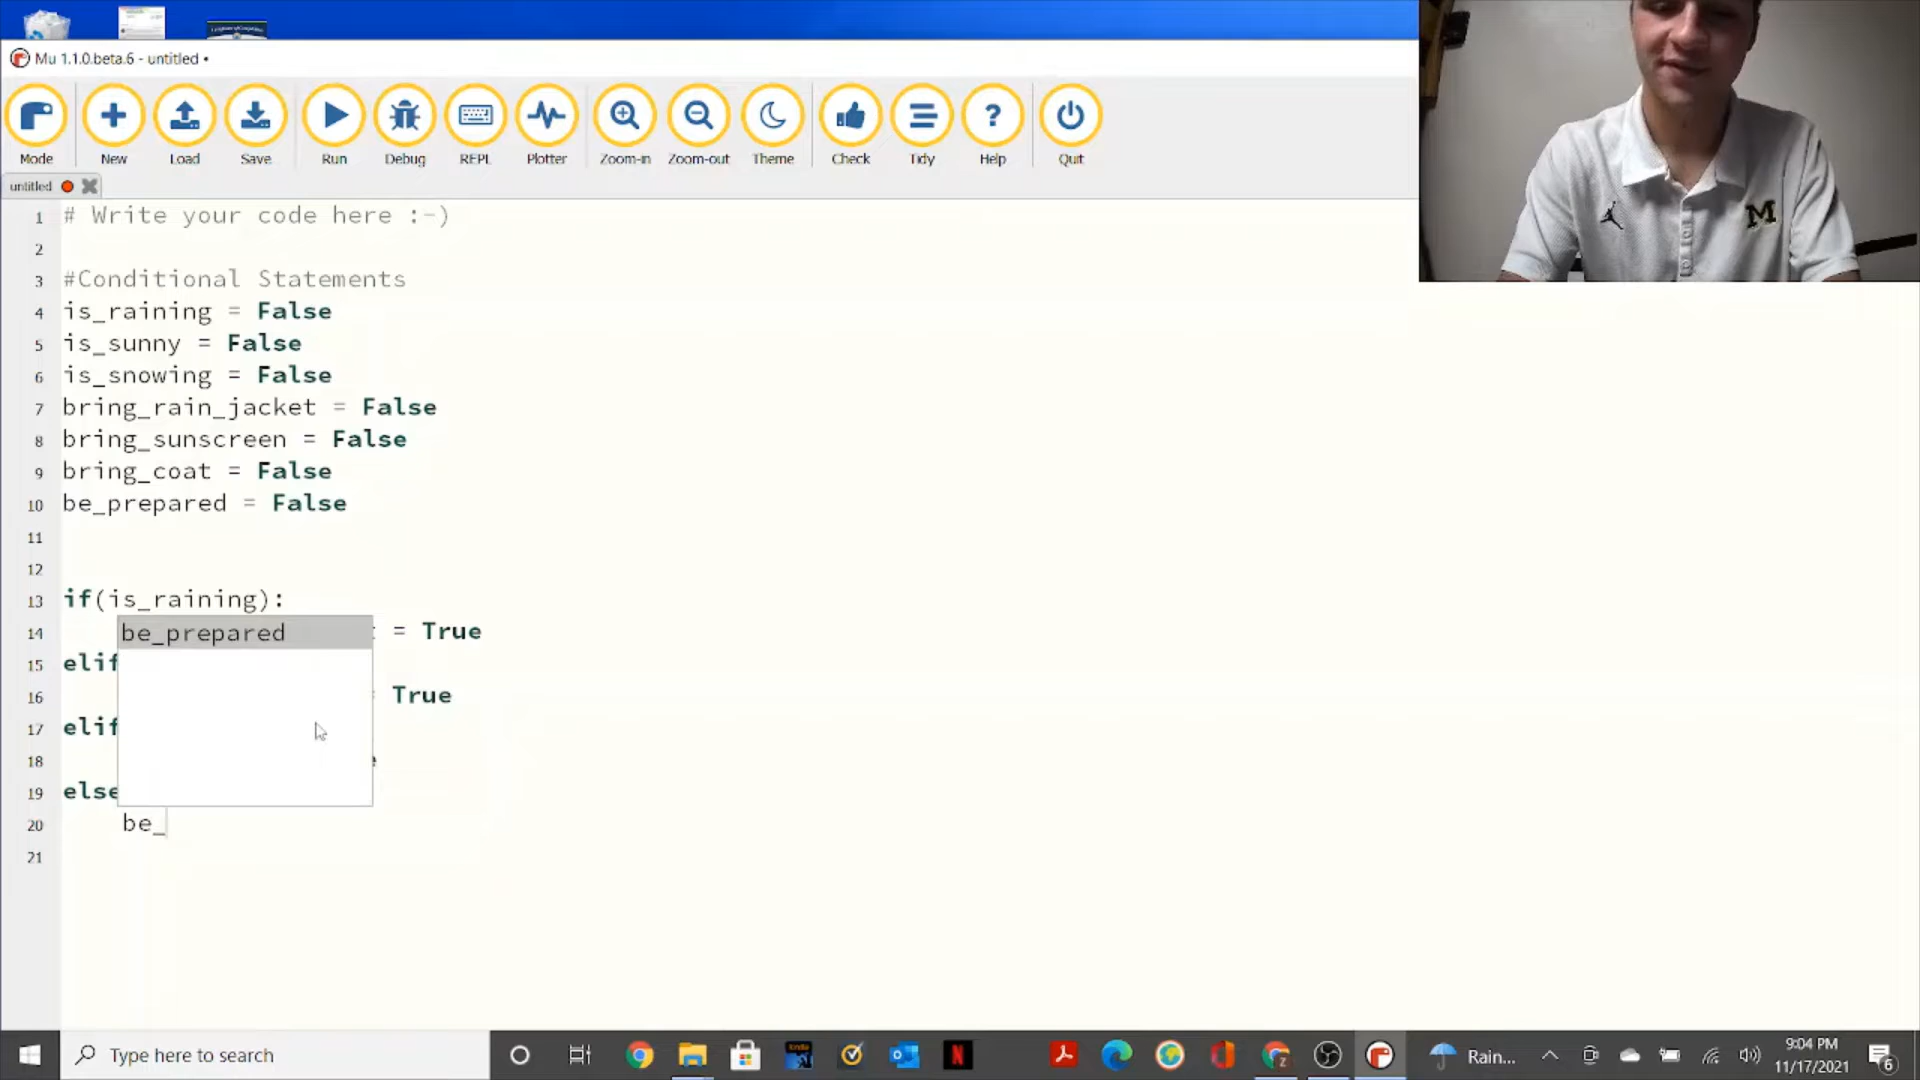 Mu 1.1.0.beta.6 - untitled •
Mode New Load Save Run Debug REPL Plotter Zoom-in Zoom-out Theme Check Tidy Help Quit
untitled
1 # Write your code here :-)
2
3 #Conditional Statements
4 is_raining = False
5 is_sunny = False
6 is_snowing = False
7 bring_rain_jacket = False
8 bring_sunscreen = False
9 bring_coat = False
10 be_prepared = False
11
12
13 if(is_raining):
be_prepared
14 = True
15 elif
16 = True
17 elif
18
19 else
20 be_
21
M
Type here to search
Rain...
9:04 PM
11/17/2021
6